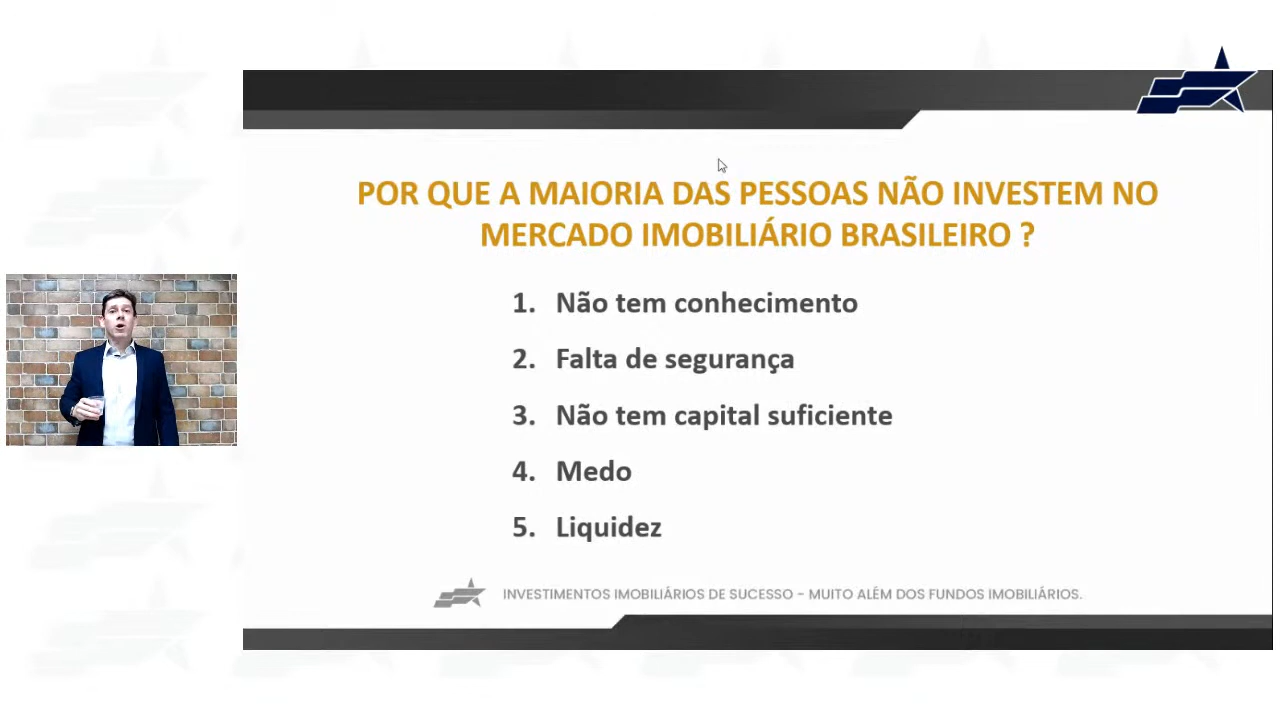 POR QUE A MAIORIA DAS PESSOAS NÃO INVESTEM NO
MERCADO IMOBILIÁRIO BRASILEIRO ?
1. Não tem conhecimento
2. Falta de segurança
3. Não tem capital suficiente
4. Medo
5. Liquidez
INVESTIMENTOS IMOBILIÁRIOS DE SUCESSO - MUITO ALÉM DOS FUNDOS IMOBILIÁRIOS.